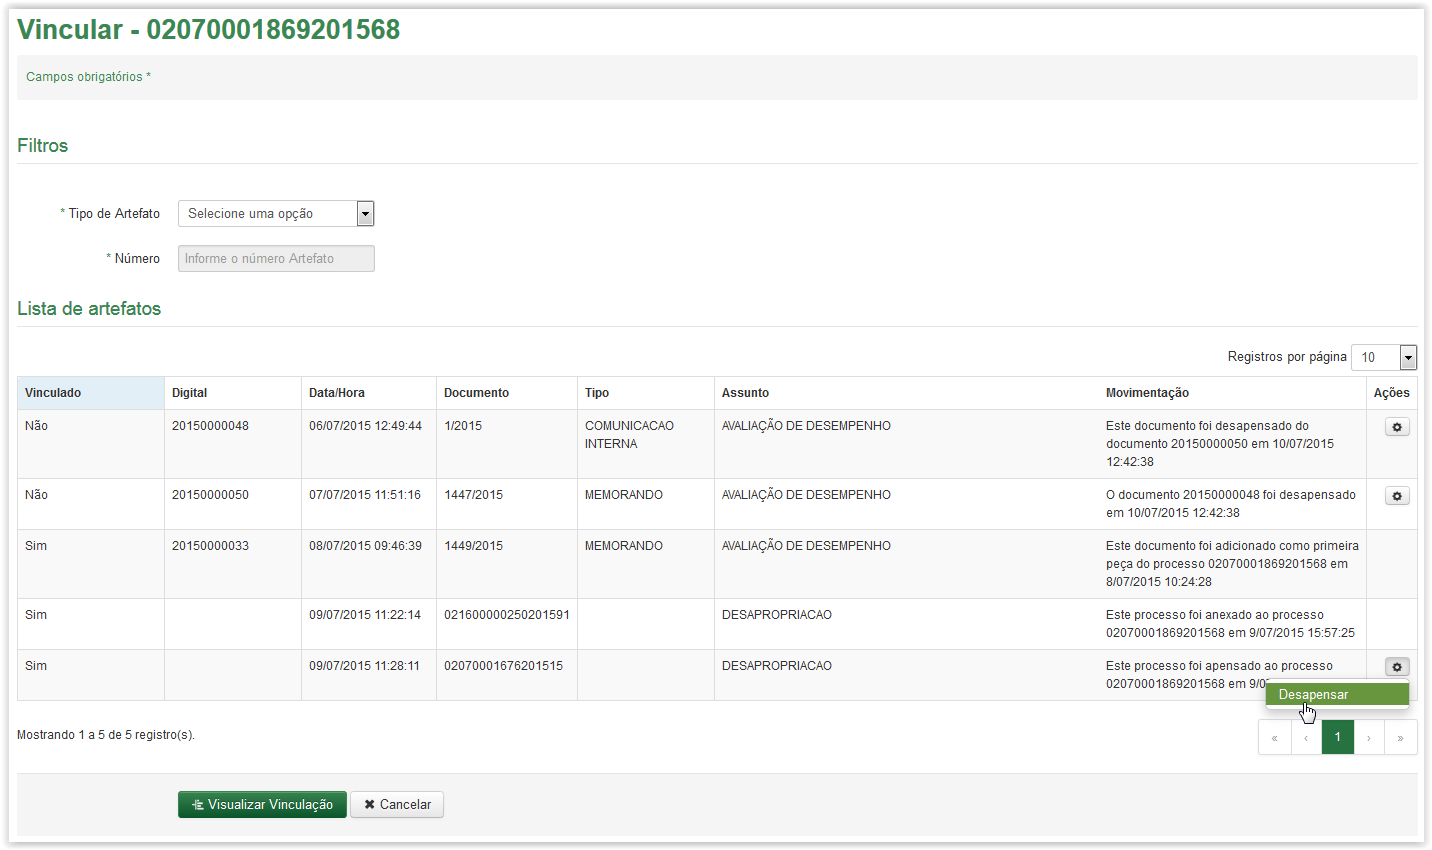 Vincular - 02070001869201568
Campos obrigatórios *
Filtros
* Tipo de Artefato Selecione uma opção
* Número Informe o número Artefato
Lista de artefatos
Registros por página 10
Vinculado Digital Data/Hora Documento Tipo Assunto Movimentação Ações
Não 20150000048 06/07/2015 12:49:44 1/2015 COMUNICACAO AVALIAÇÃO DE DESEMPENHO Este documento foi desapensado do
INTERNA documento 20150000050 em 10/07/2015
12:42:38
Não 20150000050 07/07/2015 11:51:16 1447/2015 MEMORANDO AVALIAÇÃO DE DESEMPENHO O documento 20150000048 foi desapensado
em 10/07/2015 12:42:38
Sim 20150000033 08/07/2015 09:46:39 1449/2015 MEMORANDO AVALIAÇÃO DE DESEMPENHO Este documento foi adicionado como primeira
peça do processo 02070001869201568 em
8/07/2015 10:24:28
Sim 09/07/2015 11:22:14 021600000250201591 DESAPROPRIACAO Este processo foi anexado ao processo
02070001869201568 em 9/07/2015 15:57:25
Sim 09/07/2015 11:28:11 02070001676201515 DESAPROPRIACAO Este processo foi apensado ao processo
02070001869201568 em 9/0
Desapensar
Mostrando 1 a 5 de 5 registro(s).
« ‹ 1 › »
Visualizar Vinculação Cancelar